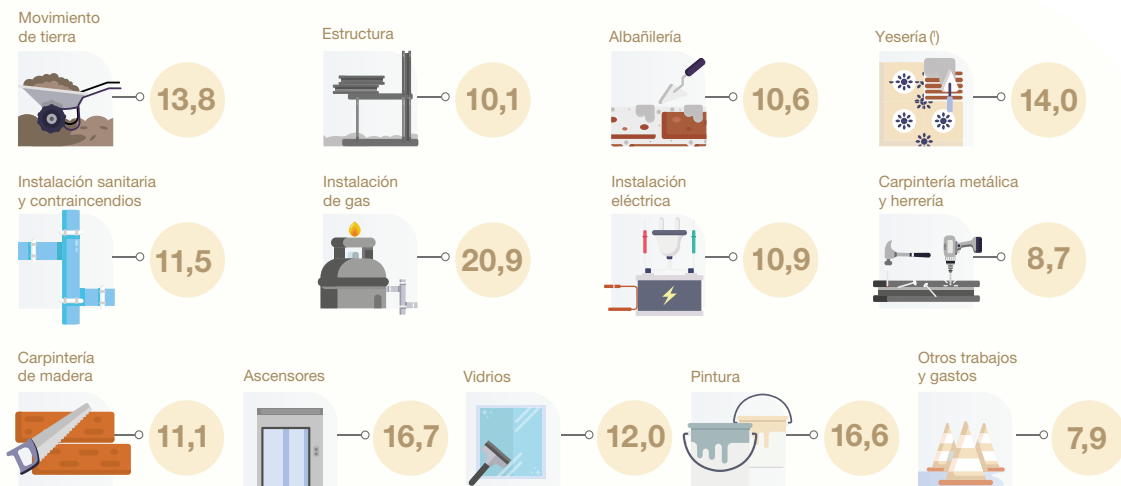 Movimiento
de tierra
13,8
Estructura
10,1
Albañilería
10,6
Yesería (¹)
14,0
Instalación sanitaria
y contraincendios
11,5
Instalación
de gas
20,9
Instalación
eléctrica
10,9
Carpintería metálica
y herrería
8,7
Carpintería
de madera
11,1
Ascensores
16,7
Vidrios
12,0
Pintura
16,6
Otros trabajos
y gastos
7,9